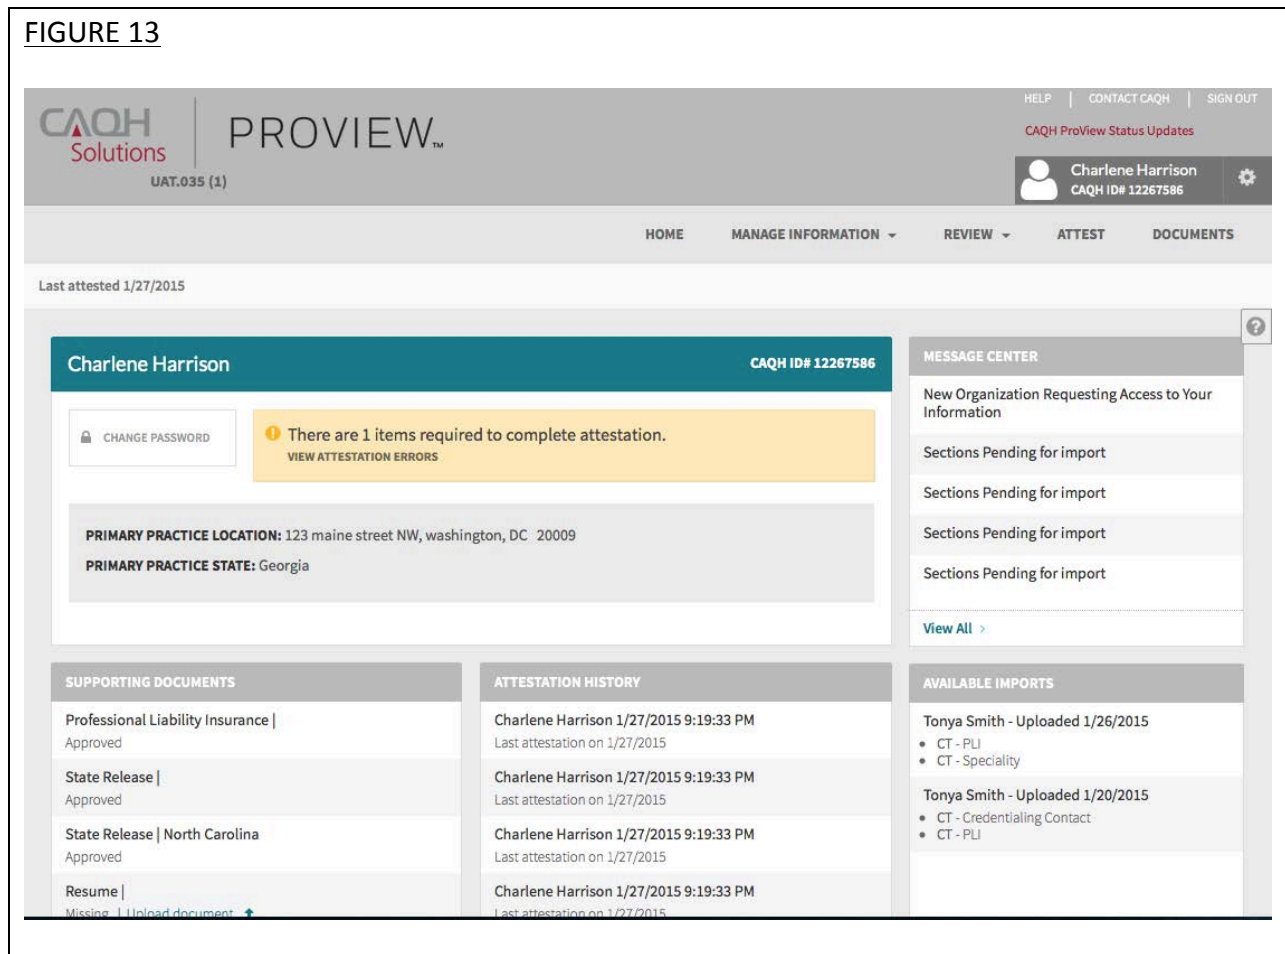 FIGURE 13
CAQH
Solutions
PROVIEW™
UAT.035 (1)
HELP | CONTACT CAQH | SIGN OUT
CAQH ProView Status Updates
Charlene Harrison
CAQH ID# 12267586
HOME MANAGE INFORMATION REVIEW ATTEST DOCUMENTS
Last attested 1/27/2015
Charlene Harrison CAQH ID# 12267586
CHANGE PASSWORD
There are 1 items required to complete attestation.
VIEW ATTESTATION ERRORS
PRIMARY PRACTICE LOCATION: 123 maine street NW, washington, DC 20009
PRIMARY PRACTICE STATE: Georgia
MESSAGE CENTER
New Organization Requesting Access to Your
Information
Sections Pending for import
Sections Pending for import
Sections Pending for import
Sections Pending for import
View All >
SUPPORTING DOCUMENTS
Professional Liability Insurance |
Approved
State Release |
Approved
State Release | North Carolina
Approved
Resume |
Missing | Upload document
ATTESTATION HISTORY
Charlene Harrison 1/27/2015 9:19:33 PM
Last attestation on 1/27/2015
Charlene Harrison 1/27/2015 9:19:33 PM
Last attestation on 1/27/2015
Charlene Harrison 1/27/2015 9:19:33 PM
Last attestation on 1/27/2015
Charlene Harrison 1/27/2015 9:19:33 PM
Last attestation on 1/27/2015
AVAILABLE IMPORTS
Tonya Smith - Uploaded 1/26/2015
• CT - PLI
• CT - Speciality
Tonya Smith - Uploaded 1/20/2015
• CT - Credentialing Contact
• CT - PLI